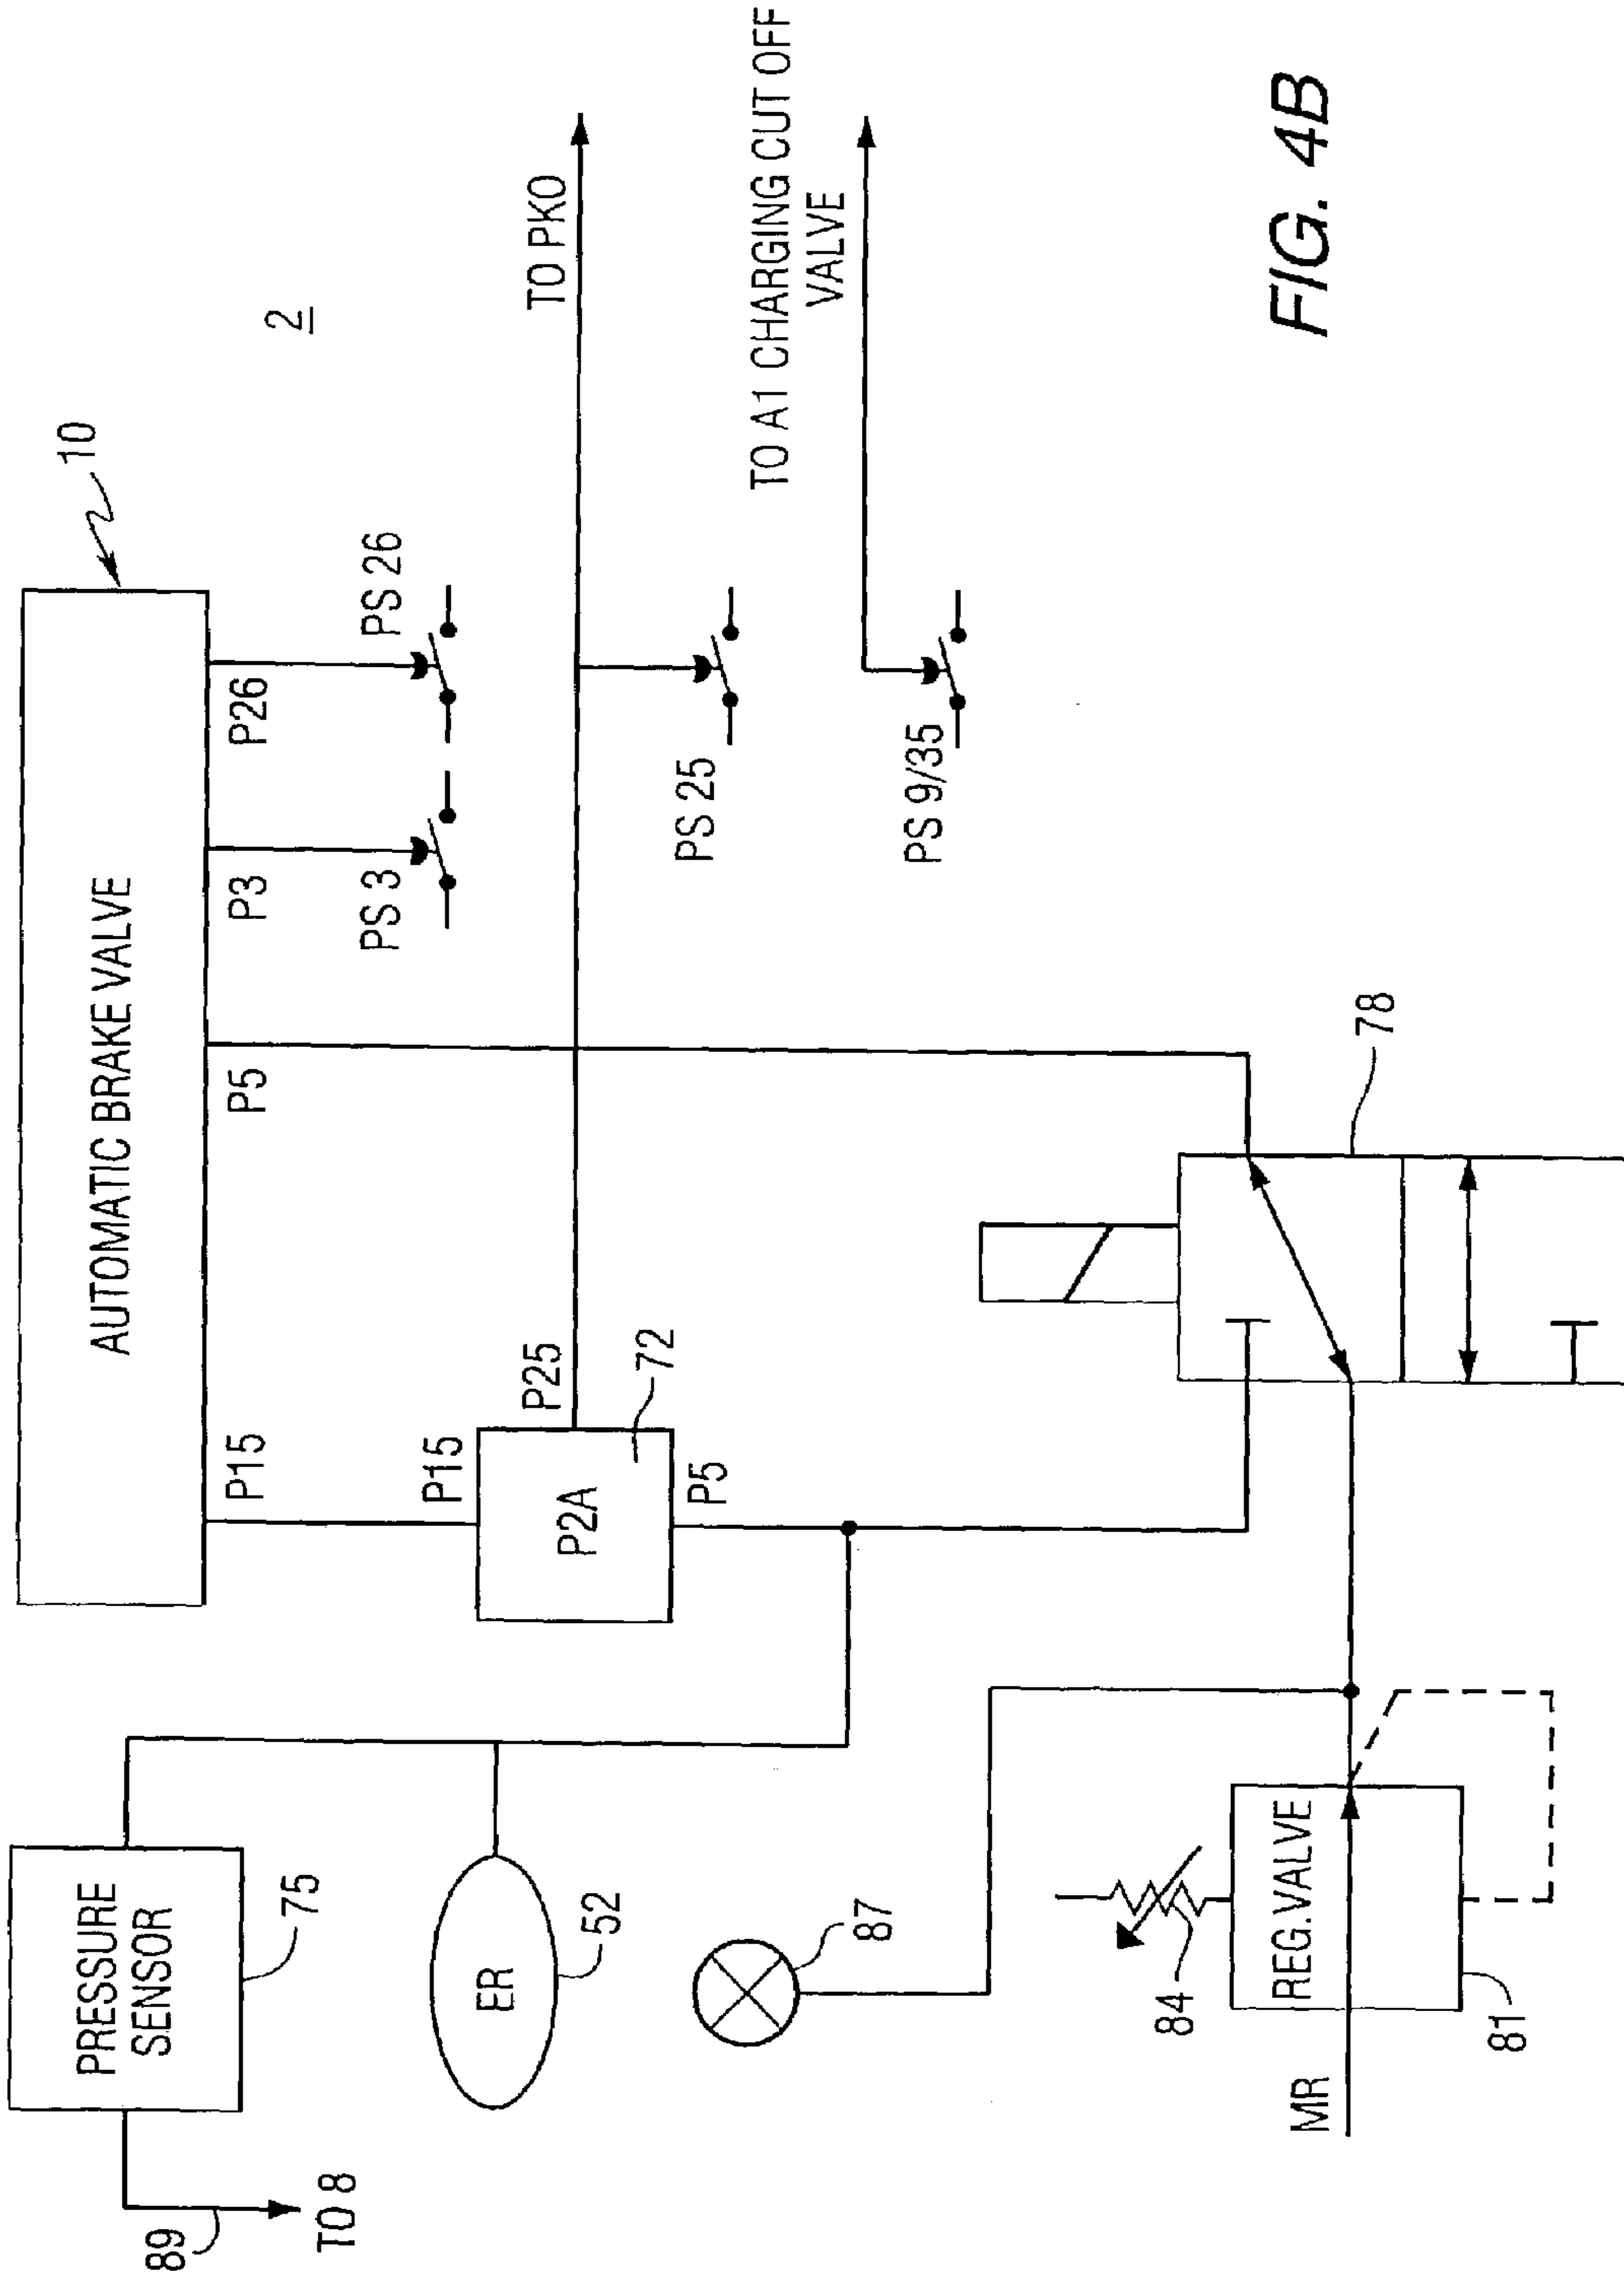 AUTOMATIC BRAKE VALVE
10
2
P15
P5
P3
P26
PS 3
PS 26
PRESSURE
SENSOR
75
89
TO 8
ER
52
P15
P2A
P25
72
P5
TO PKO
PS 25
TO A1 CHARGING CUT OFF
VALVE
PS 9/35
87
84
REG.VALVE
MR
81
78
FIG. 4B